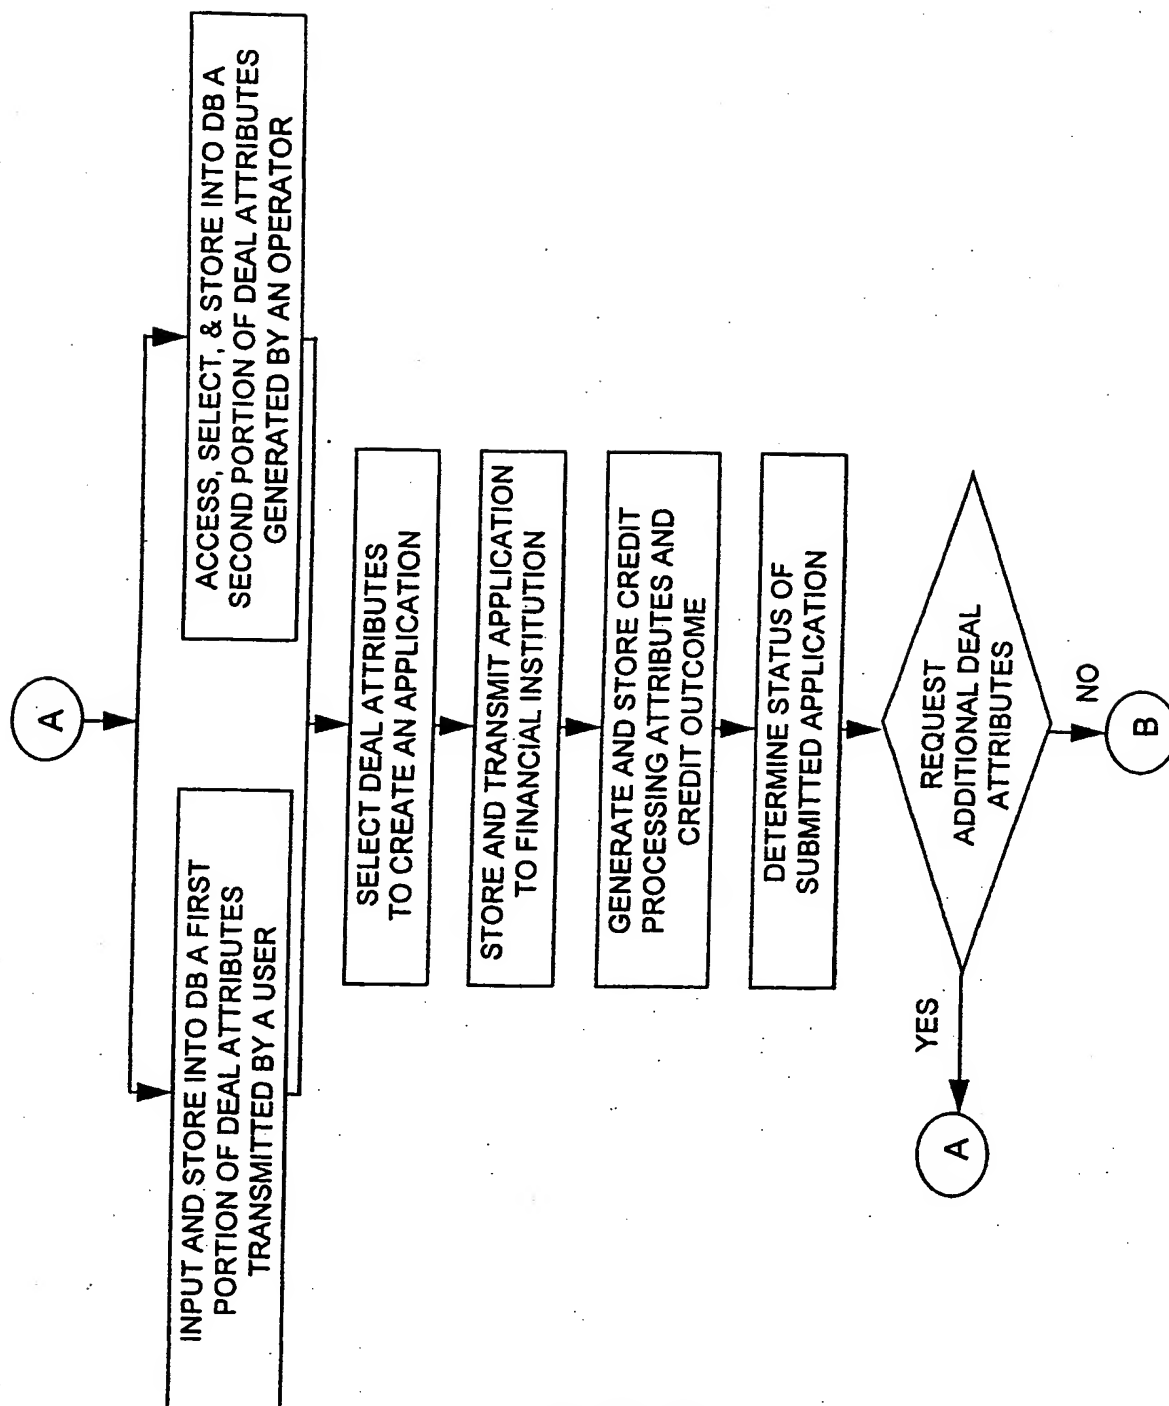 A
INPUT AND STORE INTO DB A FIRST
PORTION OF DEAL ATTRIBUTES
TRANSMITTED BY A USER
ACCESS, SELECT, & STORE INTO DB A
SECOND PORTION OF DEAL ATTRIBUTES
GENERATED BY AN OPERATOR
SELECT DEAL ATTRIBUTES
TO CREATE AN APPLICATION
STORE AND TRANSMIT APPLICATION
TO FINANCIAL INSTITUTION
GENERATE AND STORE CREDIT
PROCESSING ATTRIBUTES AND
CREDIT OUTCOME
DETERMINE STATUS OF
SUBMITTED APPLICATION
REQUEST
ADDITIONAL DEAL
ATTRIBUTES
YES
A
NO
B